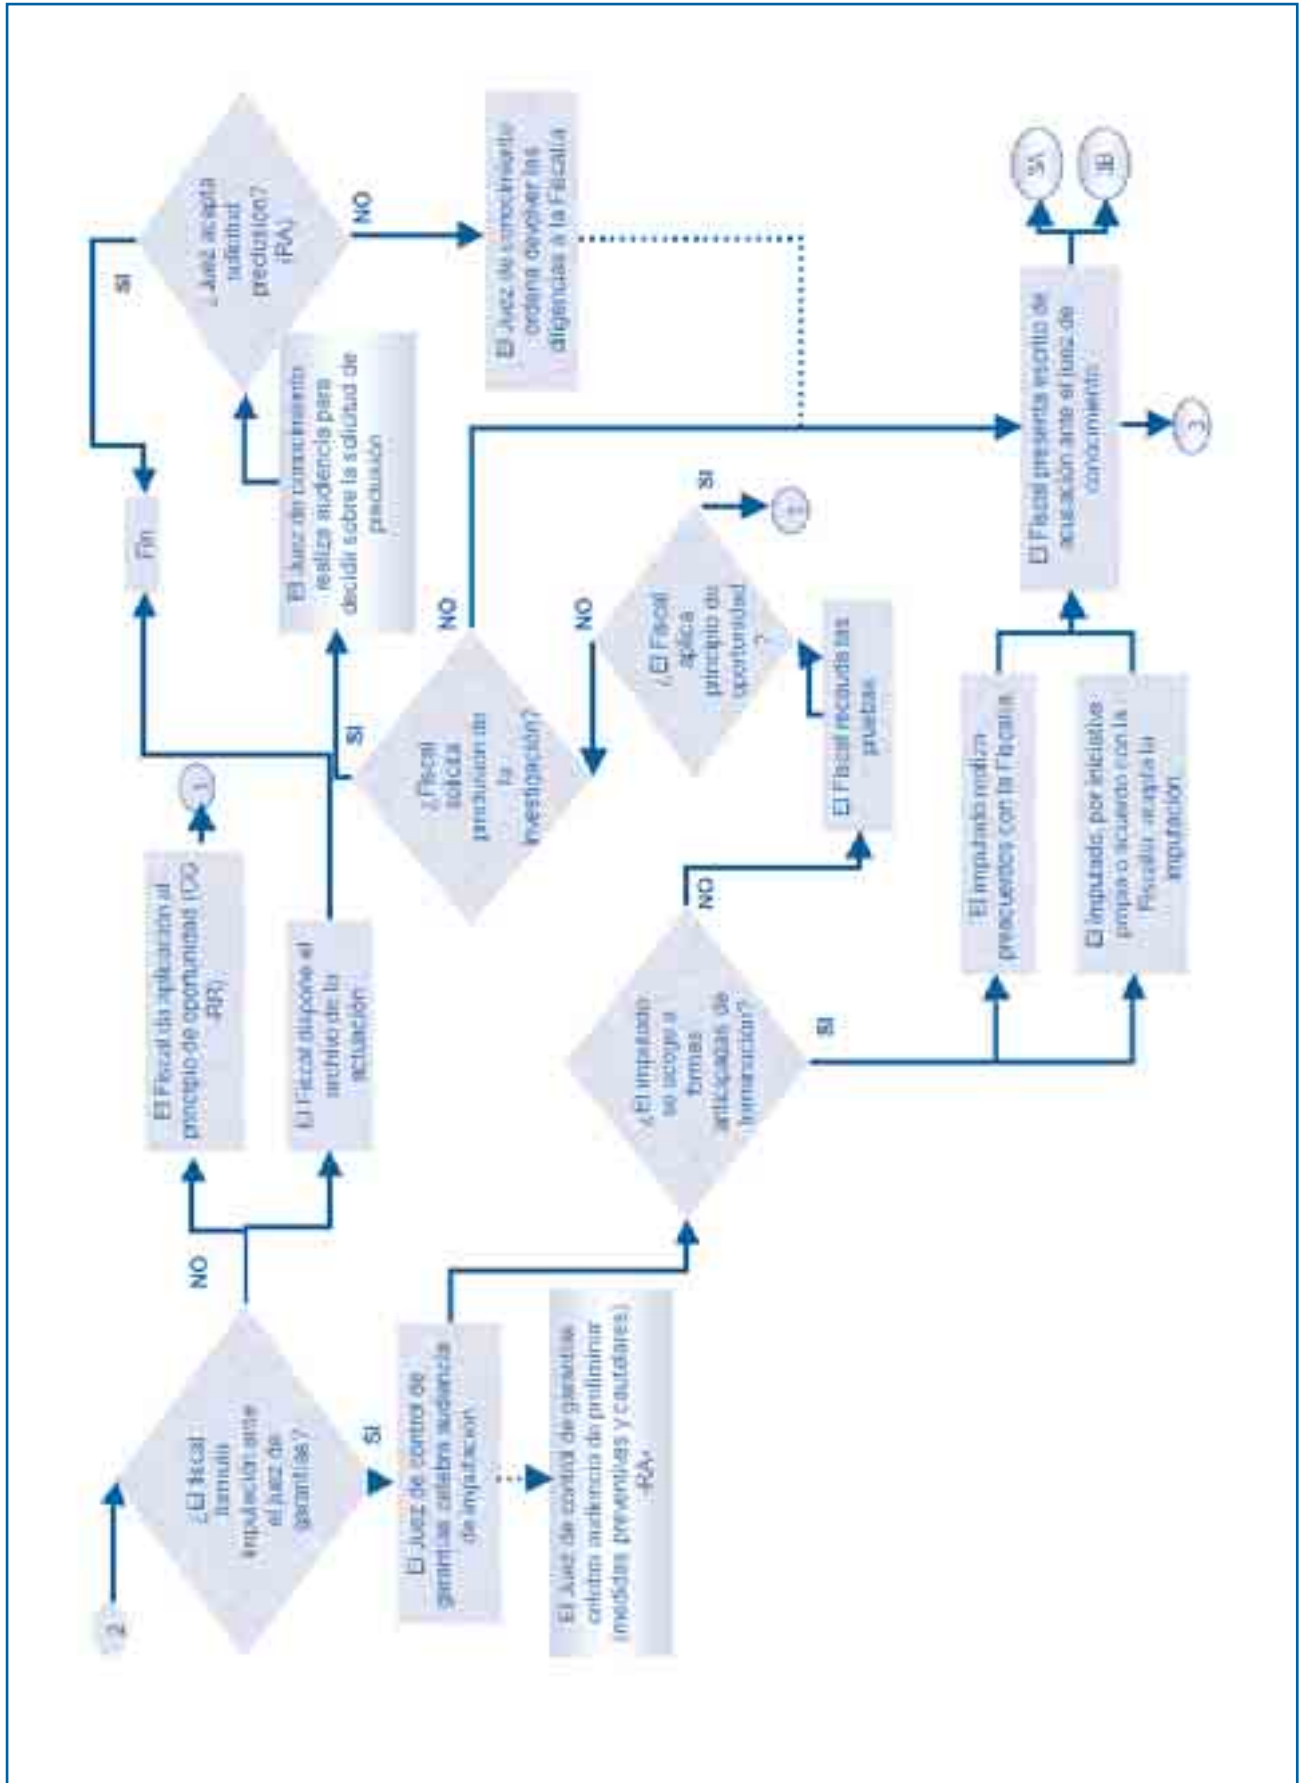 2
¿El fiscal
formula
imputación ante
el juez de
garantías?
NO
SI
El Fiscal da aplicación al
principio de oportunidad (OO
-RR)
1
El Fiscal dispone el
archivo de la
actuación
Fin
El Juez de control de
garantías celebra audiencia
de imputación
El Juez de control de garantías
celebra audiencia de preliminar
(medidas preventivas y cautelares)
-RA-
¿El imputado
se acoge a
formas
anticipadas de
terminación?
NO
SI
El Fiscal recauda las
pruebas
¿El Fiscal
aplica
principio de
oportunidad
?
SI
NO
¿Fiscal
solicita
preclusión de
la
investigación?
SI
NO
El Juez de conocimiento
realiza audiencia para
decidir sobre la solicitud de
preclusión
¿Juez acepta
solicitud
preclusión?
(RA)
SI
NO
El Juez de conocimiento
ordena devolver las
diligencias a la Fiscalía
El imputado realiza
preacuerdos con la Fiscalía
El imputado, por iniciativa
propia o acuerdo con la
Fiscalía, acepta la
imputación
El Fiscal presenta escrito de
acusación ante el juez de
conocimiento
3